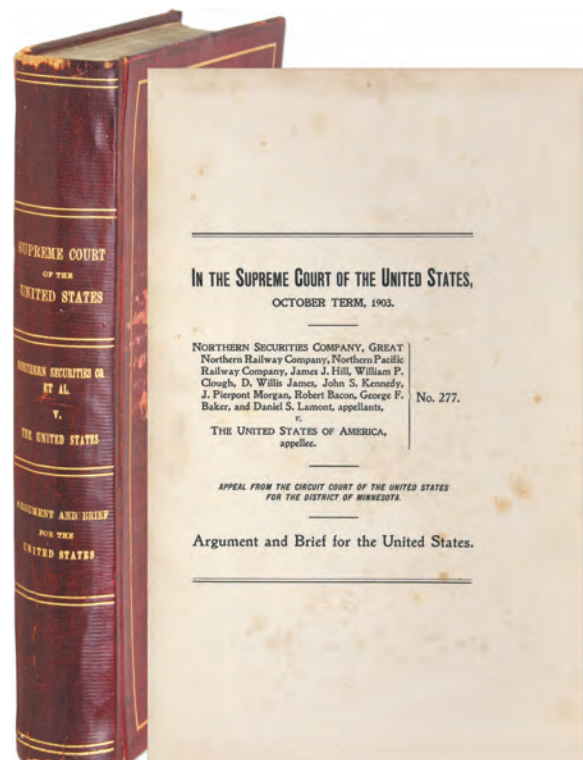 SUPREME COURT
OF THE
UNITED STATES
NORTHERN SECURITIES CO.
ET AL.
V.
THE UNITED STATES
ARGUMENT AND BRIEF
FOR THE
UNITED STATES
IN THE SUPREME COURT OF THE UNITED STATES,
OCTOBER TERM, 1903.
NORTHERN SECURITIES COMPANY, GREAT
Northern Railway Company, Northern Pacific
Railway Company, James J. Hill, William P.
Clough, D. Willis James, John S. Kennedy,
J. Pierpont Morgan, Robert Bacon, George F.
Baker, and Daniel S. Lamont, appellants,
v.
THE UNITED STATES OF AMERICA,
appellee.
No. 277.
APPEAL FROM THE CIRCUIT COURT OF THE UNITED STATES
FOR THE DISTRICT OF MINNESOTA.
Argument and Brief for the United States.